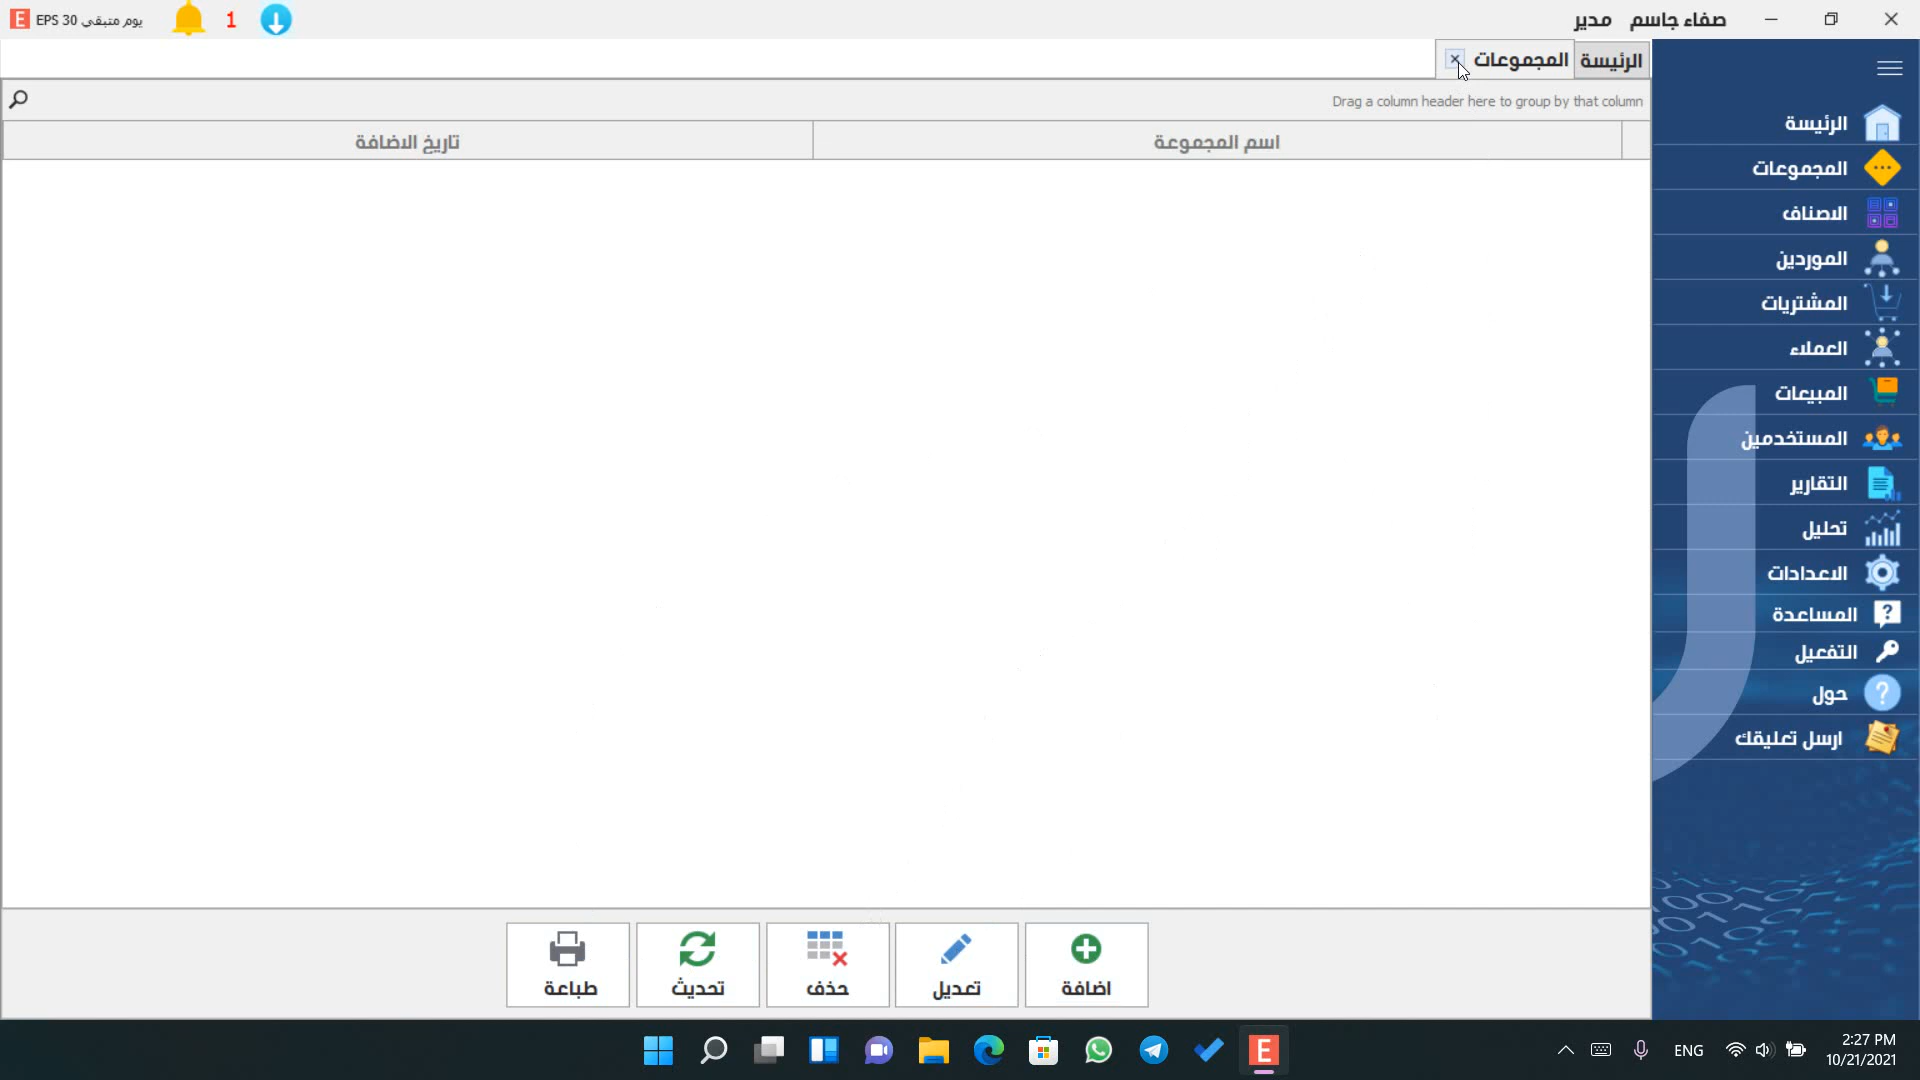 صفاء جاسم مدير
1
EPS 30 يوم متبقي
الرئيسة
المجموعات
Drag a column header here to group by that column
اسم المجموعة
تاريخ الاضافة
الرئيسة
المجموعات
الاصناف
الموردين
المشتريات
العملاء
المبيعات
المستخدمين
التقارير
تحليل
الاعدادات
المساعدة
التفعيل
حول
ارسل تعليقك
اضافة
تعديل
حذف
تحديث
طباعة
ENG
2:27 PM
10/21/2021